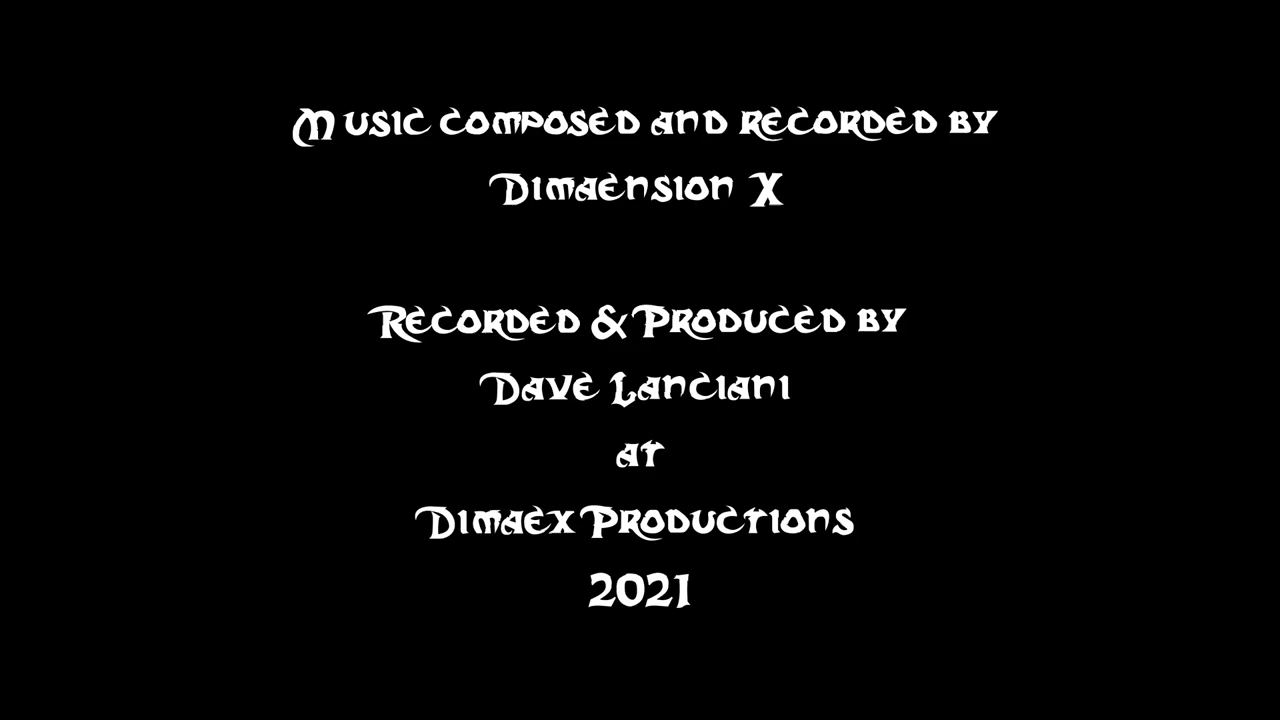 Music composed and recorded by
Dimaension X
Recorded & Produced by
Dave Lanciani
at
Dimaex Productions
2021